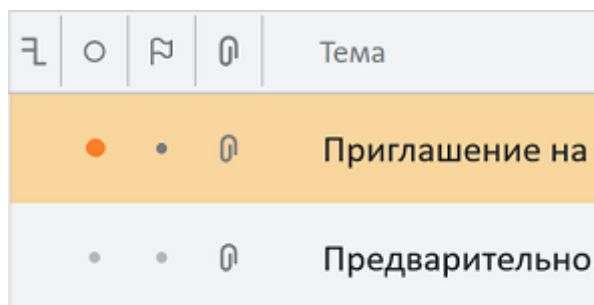 Тема
Приглашение на
Предварительно